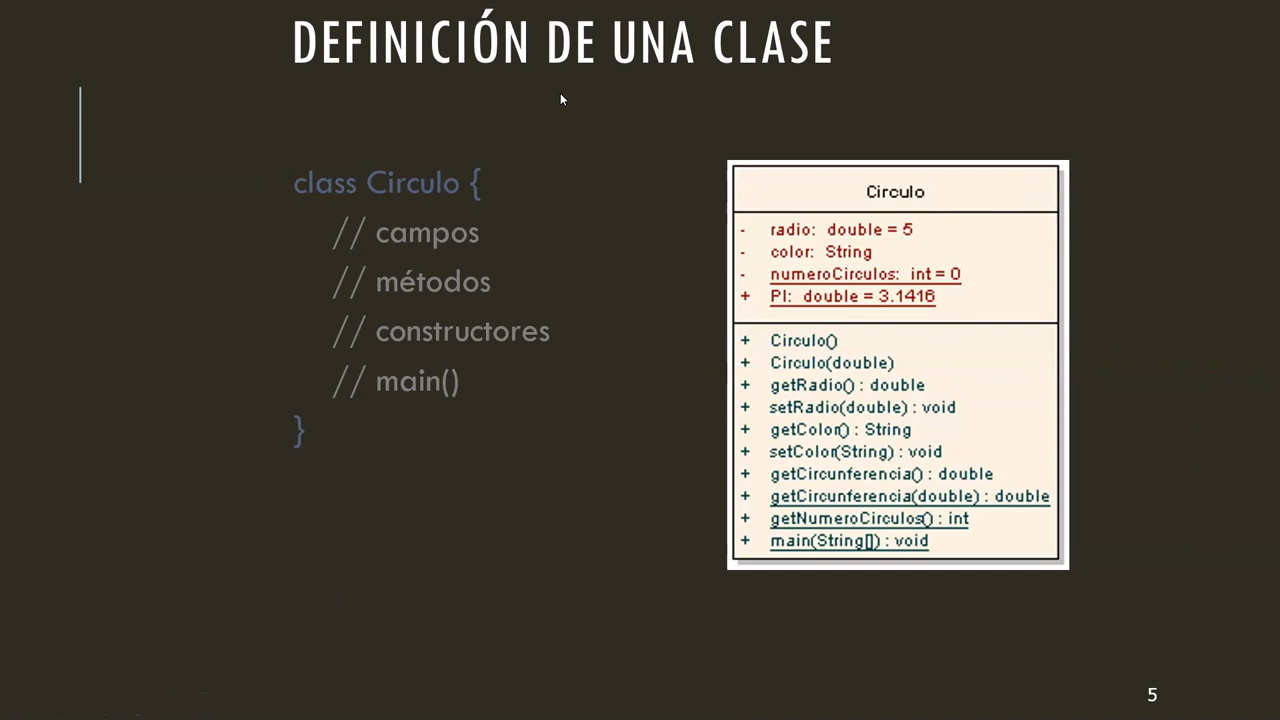 DEFINICIÓN DE UNA CLASE
class Circulo {
// campos
// métodos
// constructores
// main()
}
Circulo
- radio: double = 5
- color: String
- numeroCirculos: int = 0
+ PI: double = 3.1416
+ Circulo()
+ Circulo(double)
+ getRadio() : double
+ setRadio(double) : void
+ getColor() : String
+ setColor(String) : void
+ getCircunferencia() : double
+ getCircunferencia(double) : double
+ getNumeroCirculos() : int
+ main(String[]) : void
5